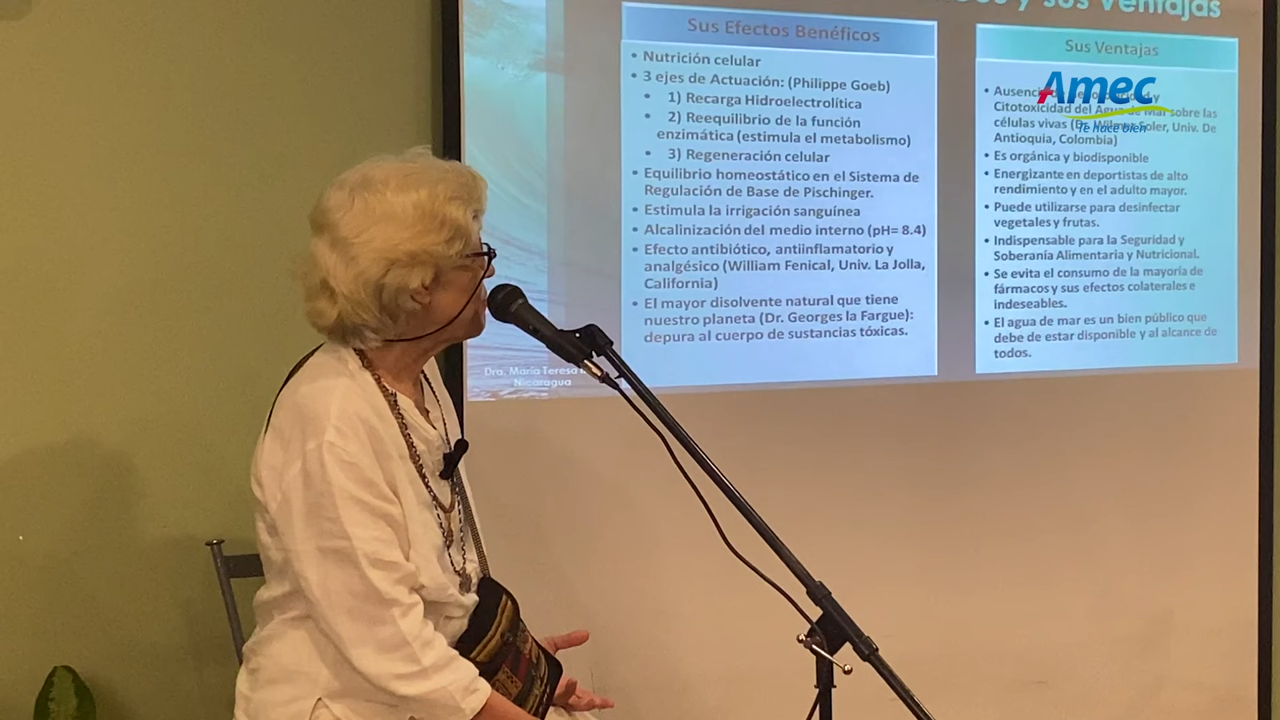 y sus Ventajas
Sus Efectos Benéficos
• Nutrición celular
• 3 ejes de Actuación: (Philippe Goeb)
• 1) Recarga Hidroelectrolítica
• 2) Reequilibrio de la función
enzimática (estimula el metabolismo)
• 3) Regeneración celular
• Equilibrio homeostático en el Sistema de
Regulación de Base de Pischinger.
• Estimula la irrigación sanguínea
• Alcalinización del medio interno (pH= 8.4)
• Efecto antibiótico, antiinflamatorio y
analgésico (William Fenical, Univ. La Jolla,
California)
• El mayor disolvente natural que tiene
nuestro planeta (Dr. Georges la Fargue):
depura al cuerpo de sustancias tóxicas.
Sus Ventajas
• y
Citotoxicidad del Agua de Mar sobre las
células vivas Soler, Univ. De
Antioquia, Colombia)
• Es orgánica y biodisponible
• Energizante en deportistas de alto
rendimiento y en el adulto mayor.
• Puede utilizarse para desinfectar
vegetales y frutas.
• Indispensable para la Seguridad y
Soberanía Alimentaria y Nutricional.
• Se evita el consumo de la mayoría de
fármacos y sus efectos colaterales e
indeseables.
• El agua de mar es un bien público que
debe de estar disponible y al alcance de
todos.
Amec
Te hace bien
Dra. María Teresa
Nicaragua